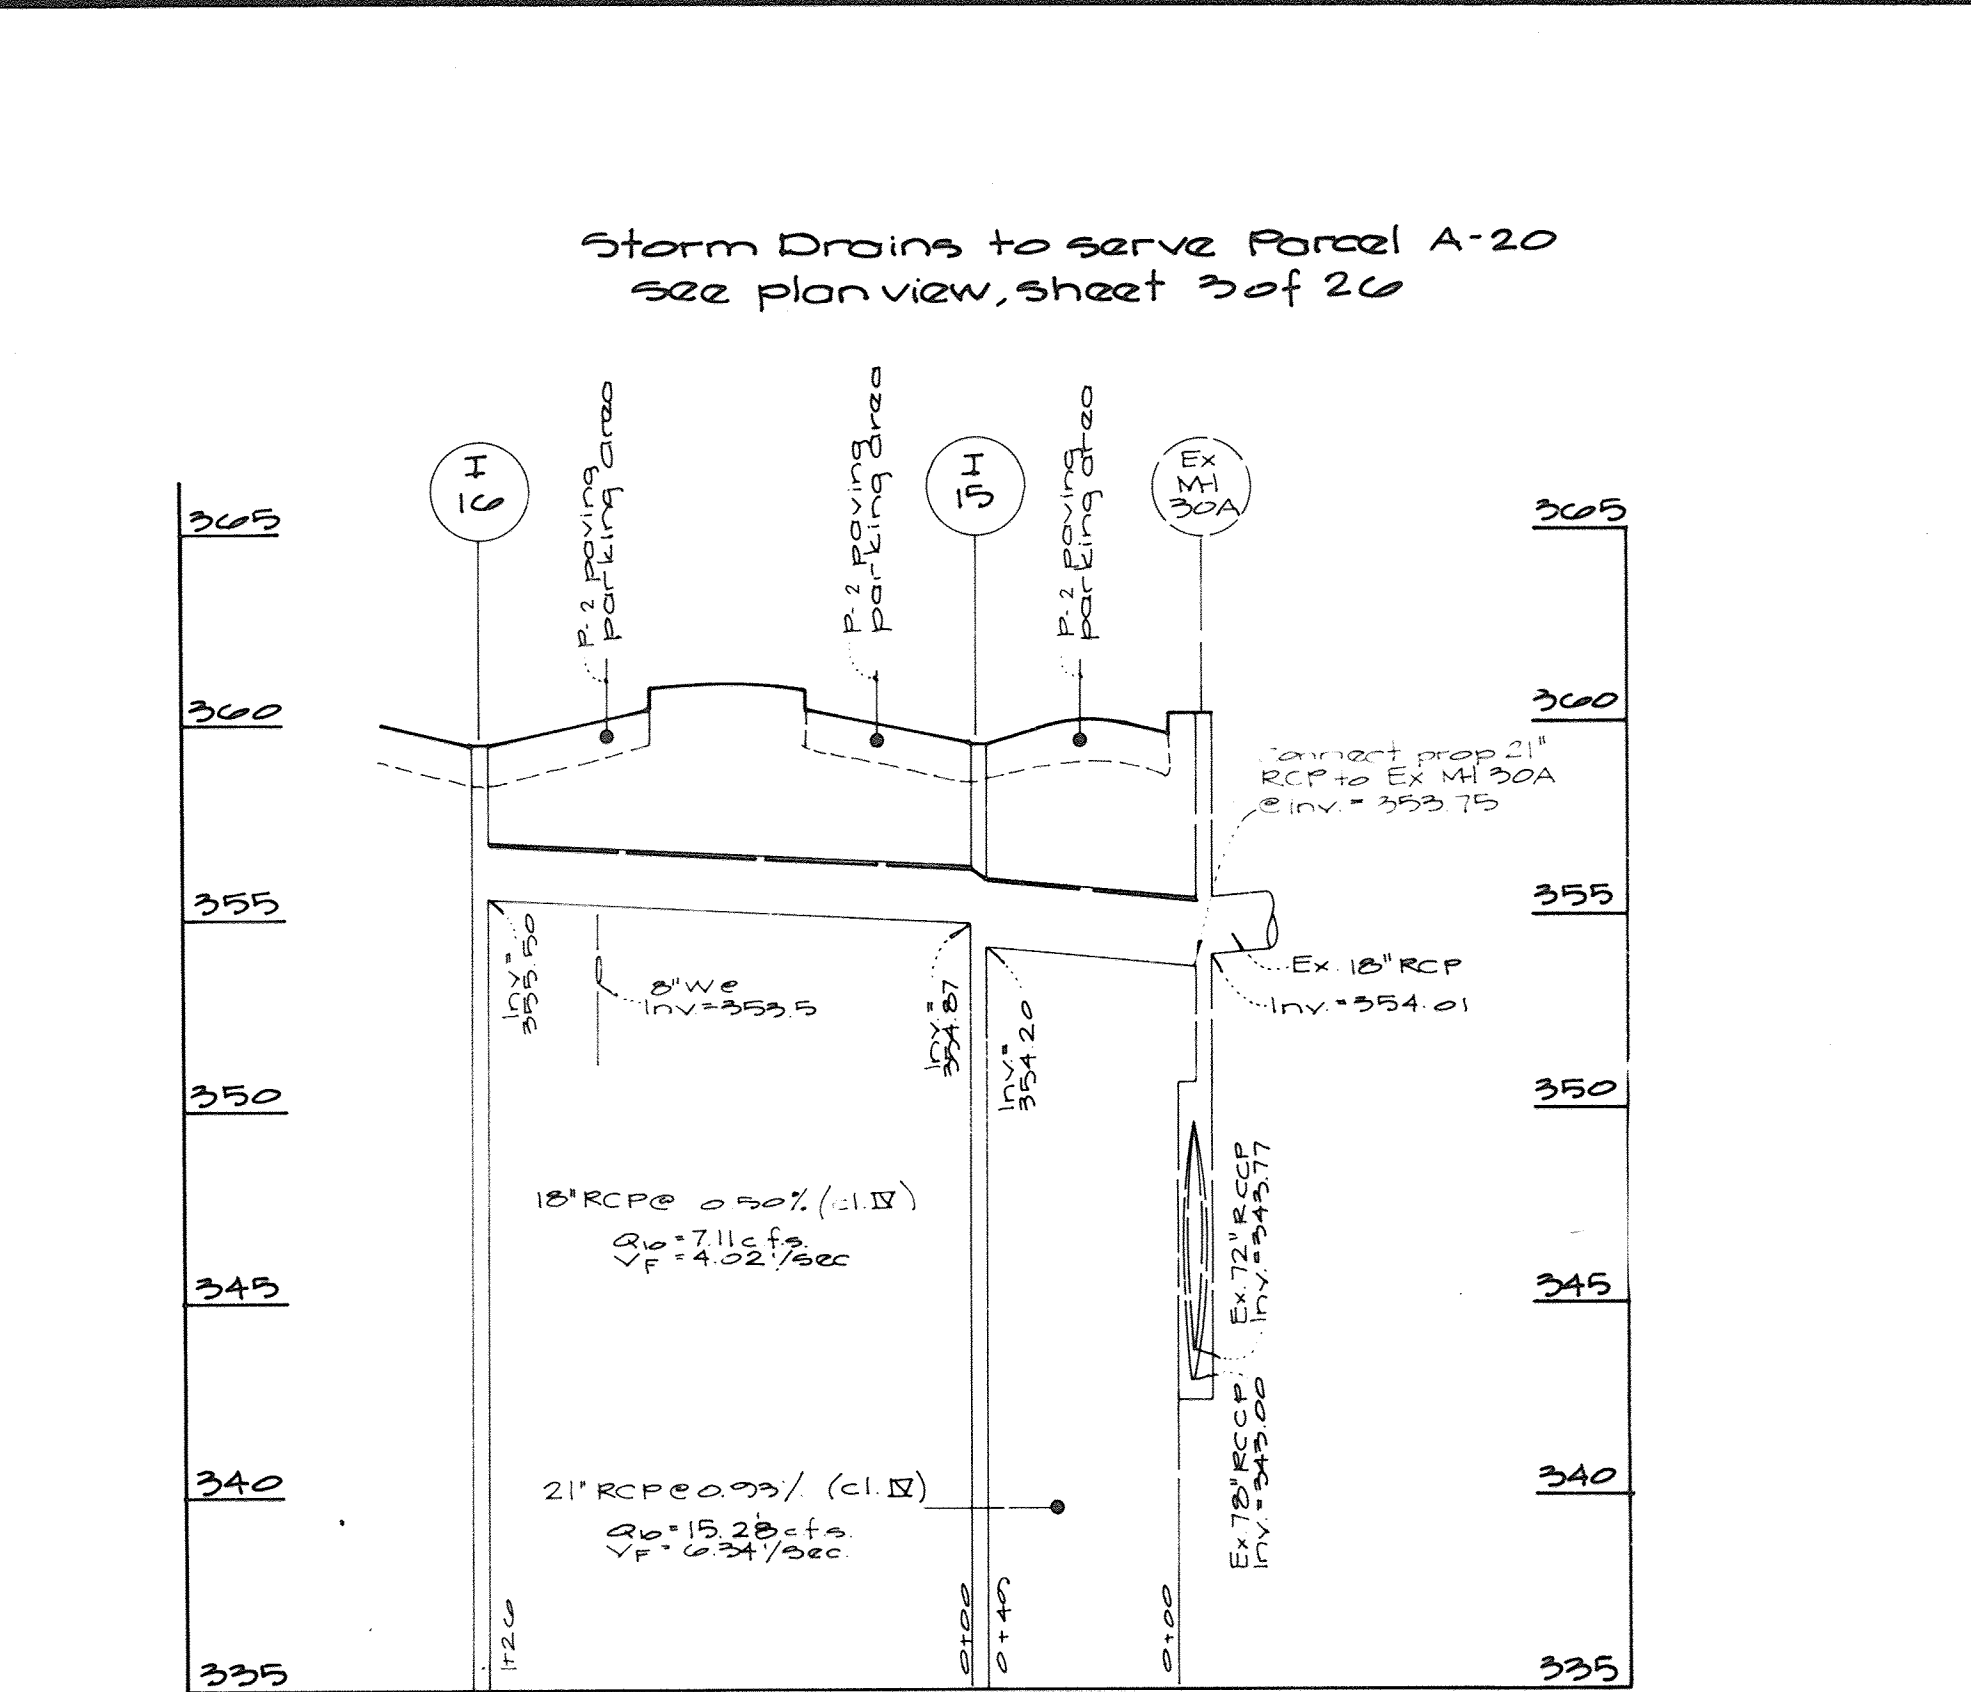 Storm Drains to serve Parcel A-20
see plan view, sheet 3 of 26
H
16
P-2 Paving
parking area
P-2 Paving
parking area
H
15
P-2 Paving
parking area
Ex
MH
30A
365
360
355
350
345
340
335
365
360
355
350
345
340
335
Connect prop 21"
RCP to Ex MH 30A
@ inv. = 353.75
Ex. 18" RCP
Inv. = 354.01
Inv =
355.50
8" We
Inv. = 353.5
Inv. =
354.87
Inv. =
354.20
18" RCP @ 0.50% (cl. IV)
Q10 = 7.11 c.f.s.
VF = 4.02'/sec
Ex. 72" RCCP
Inv. = 343.77
Ex. 78" RCCP
Inv. = 343.00
21" RCP @ 0.93% (cl. IV)
Q10 = 15.28 c.f.s.
VF = 6.34'/sec.
1+26
0+00
0+49
0+00